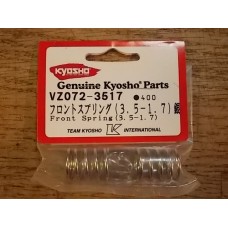 KYOSHO
Genuine Kyosho Parts
VZ072-3517 ●400
フロントスプリング(3.5-1.7)銀
Front Spring(3.5-1.7)
TEAM KYOSHO K INTERNATIONAL